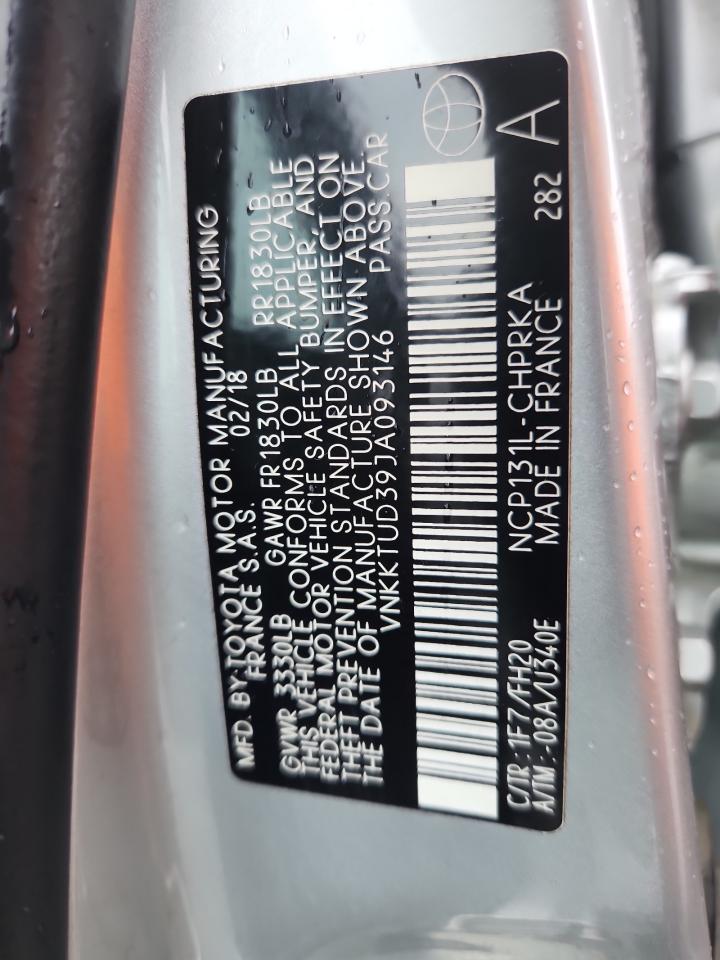 MFD. BY:TOYOTA MOTOR MANUFACTURING
FRANCE S.A.S. 02/18
GVWR 3330LB GAWR FR1830LB RR1830LB
THIS VEHICLE CONFORMS TO ALL APPLICABLE
FEDERAL MOTOR VEHICLE SAFETY BUMPER, AND
THEFT PREVENTION STANDARDS IN EFFECT ON
THE DATE OF MANUFACTURE SHOWN ABOVE.
VNKKTUD39JA093146 PASS.CAR
C/TR:1F7/FH20 NCP131L-CHPRKA 282 A
A/TM:-08A/U340E MADE IN FRANCE